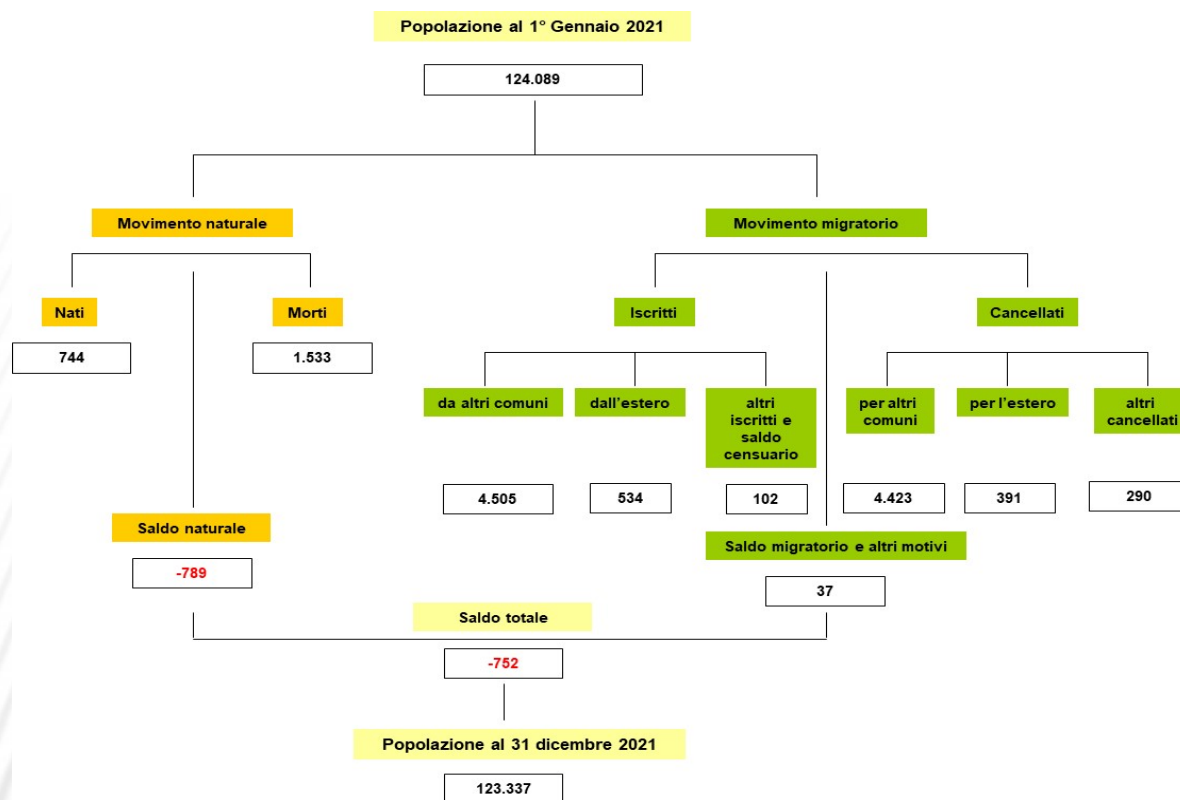 Popolazione al 1° Gennaio 2021
124.089
Movimento naturale
Movimento migratorio
Nati
Morti
Iscritti
Cancellati
744
1.533
da altri comuni
dall'estero
altri
iscritti e
saldo
censuario
per altri
comuni
per l'estero
altri
cancellati
4.505
534
102
4.423
391
290
Saldo naturale
Saldo migratorio e altri motivi
-789
37
Saldo totale
-752
Popolazione al 31 dicembre 2021
123.337